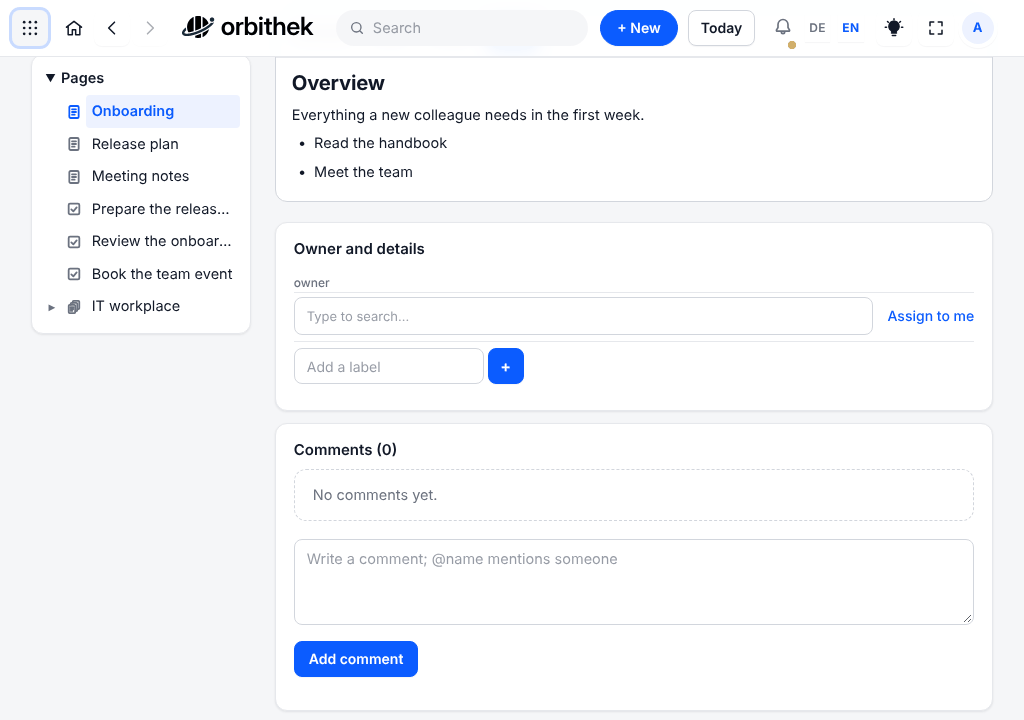 orbithek
Search
+ New
Today
DE
EN
A
Pages
Onboarding
Release plan
Meeting notes
Prepare the releas...
Review the onboar...
Book the team event
IT workplace
Overview
Everything a new colleague needs in the first week.
• Read the handbook
• Meet the team
Owner and details
owner
Type to search...
Assign to me
Add a label
+
Comments (0)
No comments yet.
Write a comment; @name mentions someone
Add comment